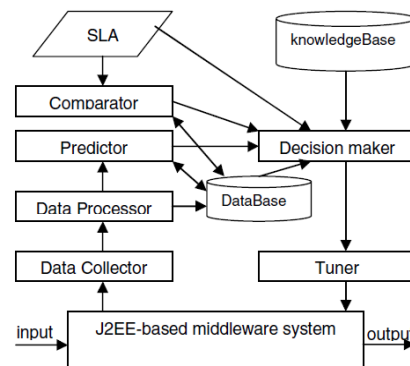 SLA
knowledgeBase
Comparator
Predictor
Decision maker
Data Processor
DataBase
Data Collector
Tuner
input
J2EE-based middleware system
output